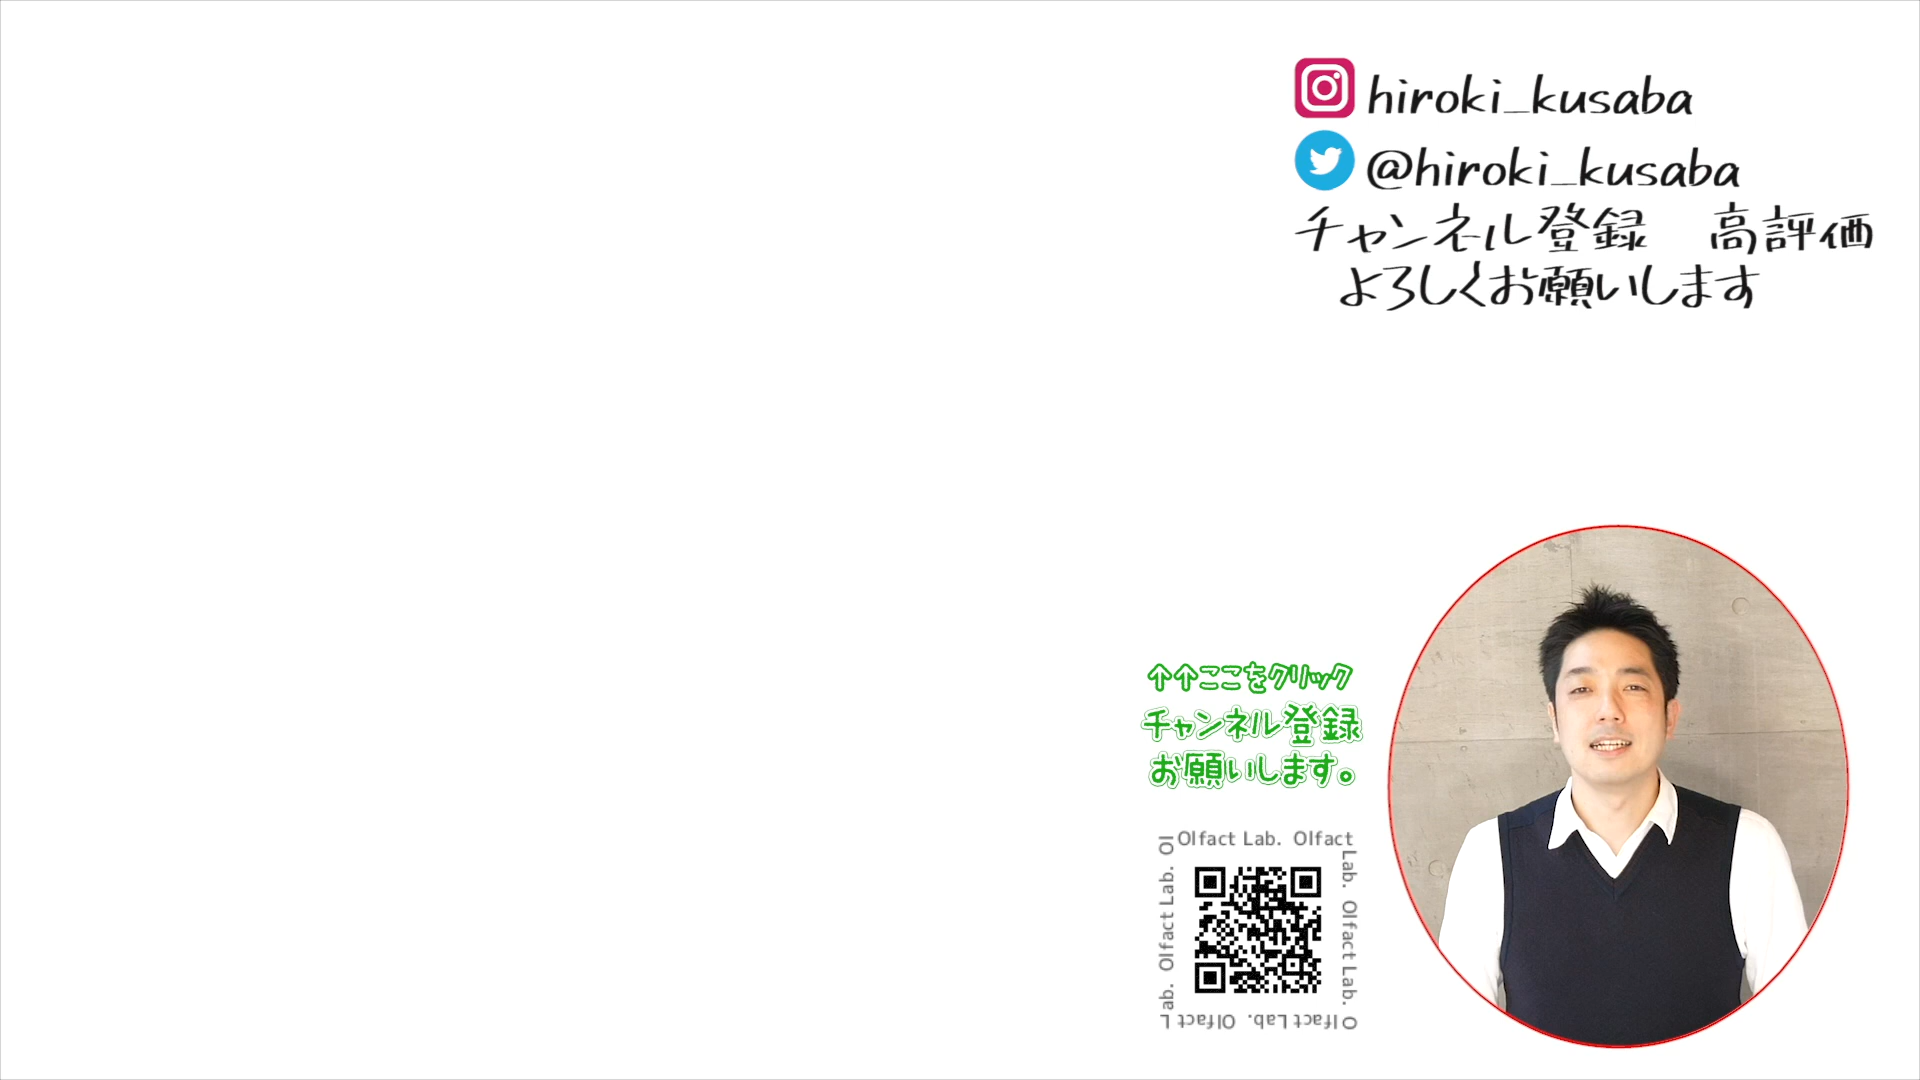 hiroki_kusaba
@hiroki_kusaba
チャンネル登録　高評価
よろしくお願いします
↑↑ここをクリック
チャンネル登録
お願いします。
Olfact Lab. Olfact
Lab. Olfact Lab. O
lfact Lab. Olfact L
ab. Olfact Lab. Ol